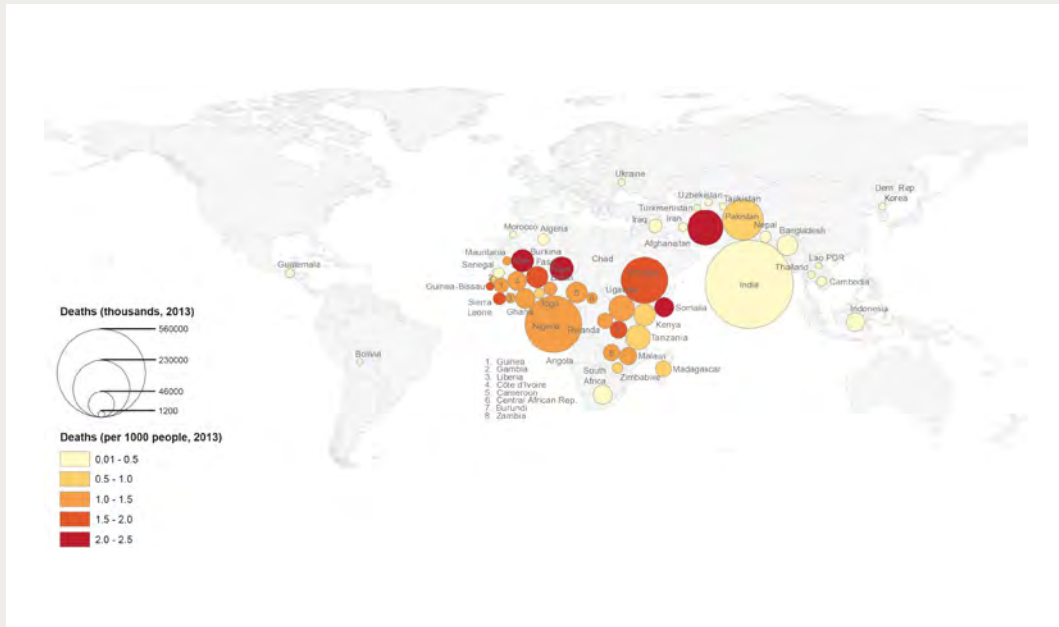 Ukraine
Dem. Rep
Korea
Uzbekistan
Tajikistan
Turkmenistan
Pakistan
Iraq
Iran
Nepal
Bangladesh
Morocco
Algeria
Afghanistan
Burkina
Faso
Chad
Mauritania
Lao PDR
Thailand
Cambodia
Guatemala
Senegal
India
Guinea-Bissau
Uganda
Sierra
Leone
Ghana
Togo
Somalia
Indonesia
Nigeria
Rwanda
Kenya
Tanzania
Deaths (thousands, 2013)
560000
230000
46000
1200
Bolivia
Angola
Malawi
South
Africa
Zimbabwe
Madagascar
1
4
5
6
8
1. Guinea
2. Gambia
3. Liberia
4. Côte d'Ivoire
5. Cameroon
6. Central African Rep.
7. Burundi
8. Zambia
Deaths (per 1000 people, 2013)
0.01 - 0.5
0.5 - 1.0
1.0 - 1.5
1.5 - 2.0
2.0 - 2.5